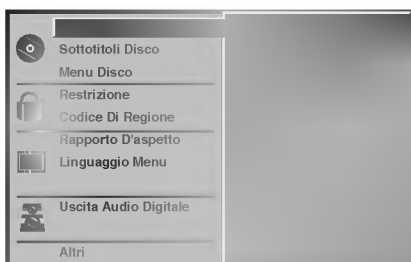 Sottotitoli Disco
Menu Disco
Restrizione
Codice Di Regione
Rapporto D'aspetto
Linguaggio Menu
Uscita Audio Digitale
Altri